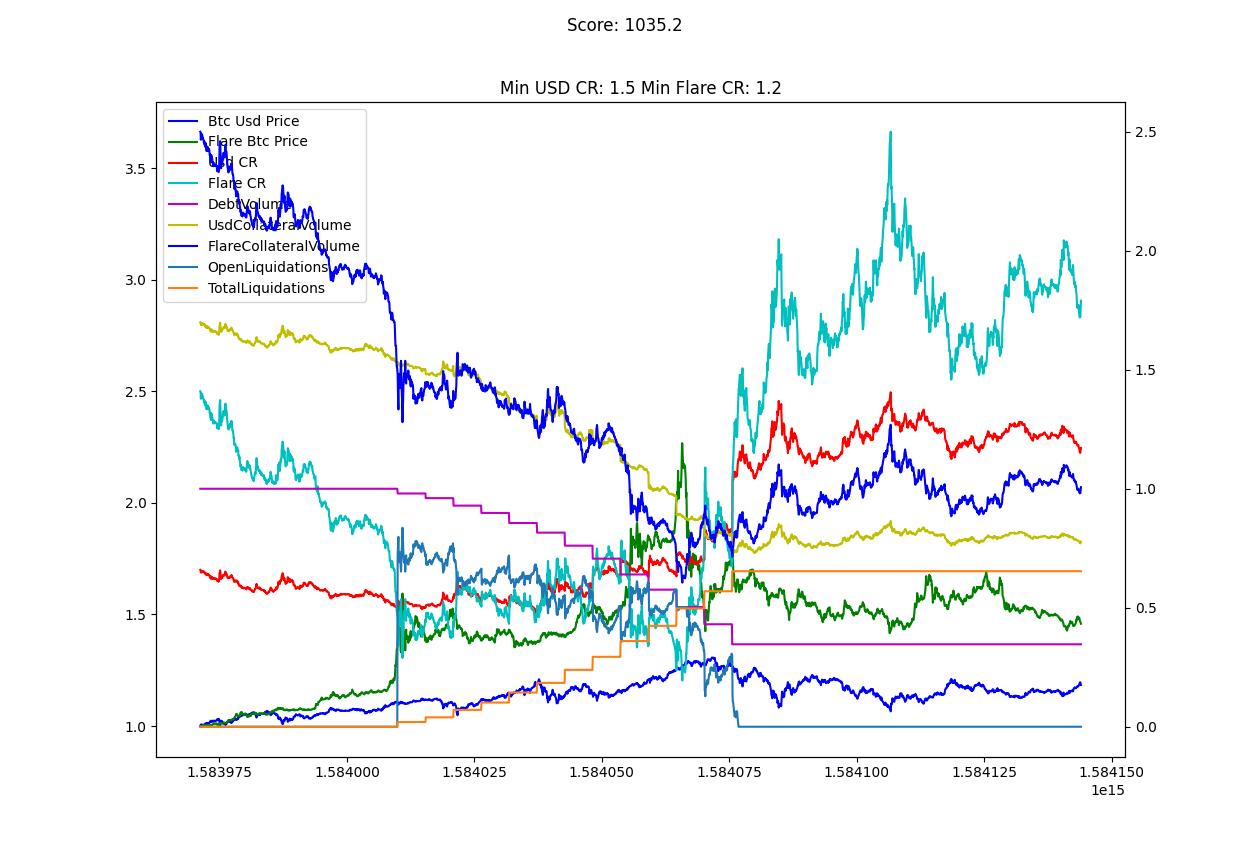 Score: 1035.2
Min USD CR: 1.5 Min Flare CR: 1.2
Btc Usd Price
Flare Btc Price
Usd CR
Flare CR
DebtVolume
UsdCollateralVolume
FlareCollateralVolume
OpenLiquidations
TotalLiquidations
3.5
3.0
2.5
2.0
1.5
1.0
2.5
2.0
1.5
1.0
0.5
0.0
1.583975 1.584000 1.584025 1.584050 1.584075 1.584100 1.584125 1.584150
1e15